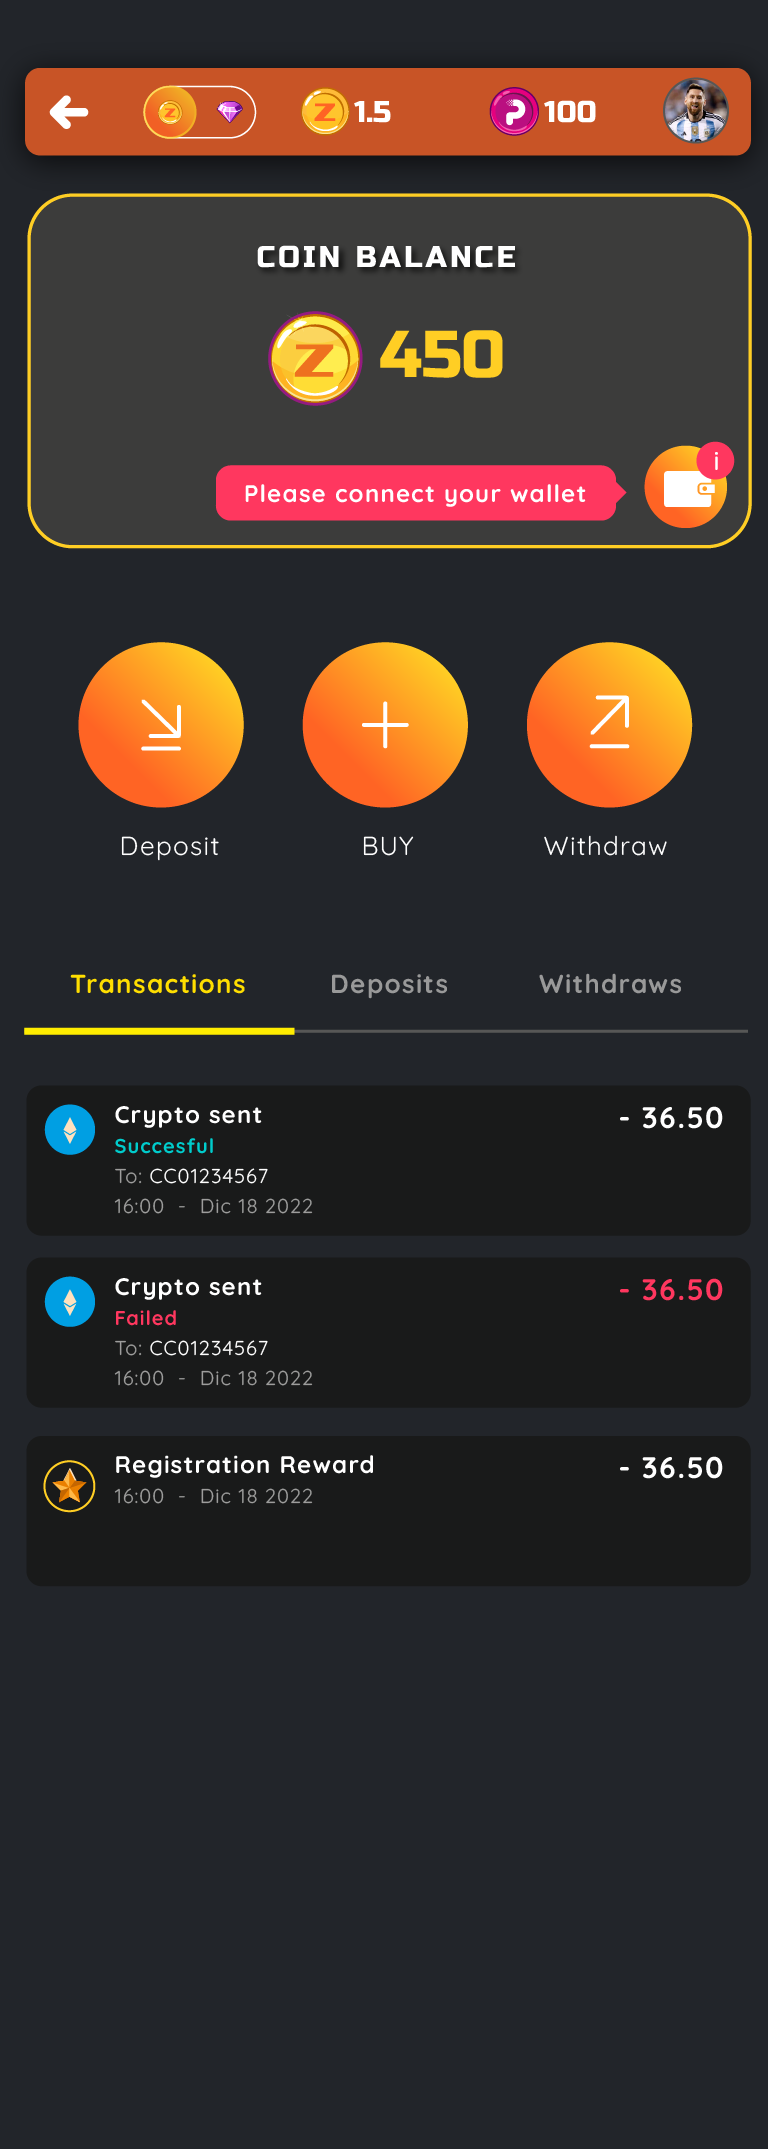 Z 1.5 P 100
COIN BALANCE
Z 450
i
Please connect your wallet
Deposit BUY Withdraw
Transactions Deposits Withdraws
Crypto sent - 36.50
Succesful
To: CC01234567
16:00 - Dic 18 2022
Crypto sent - 36.50
Failed
To: CC01234567
16:00 - Dic 18 2022
Registration Reward - 36.50
16:00 - Dic 18 2022